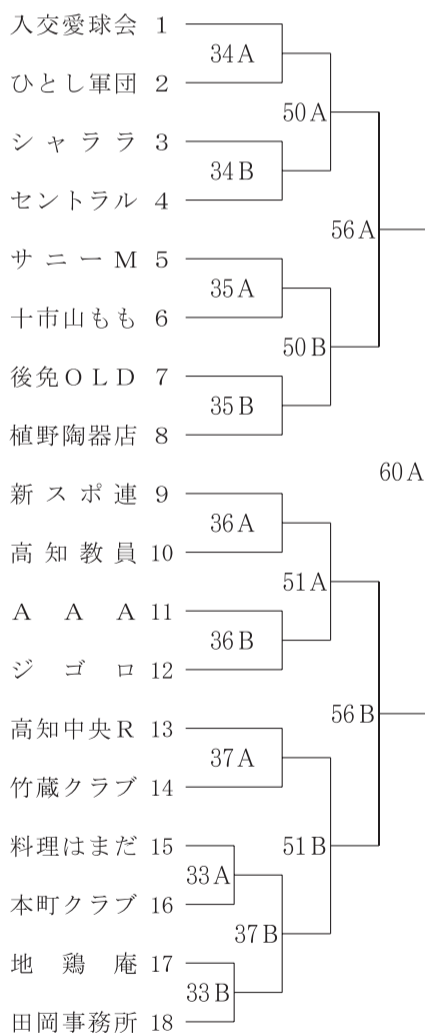 入交愛球会 1
34A
ひとし軍団 2
50A
シャララ 3
34B
セントラル 4
56A
サニーM 5
35A
十市山もも 6
50B
後免OLD 7
35B
植野陶器店 8
60A
新スポ連 9
36A
高知教員 10
51A
AAA 11
36B
ジゴロ 12
56B
高知中央R 13
37A
竹蔵クラブ 14
料理はまだ 15
51B
33A
本町クラブ 16
37B
地鶏庵 17
33B
田岡事務所 18